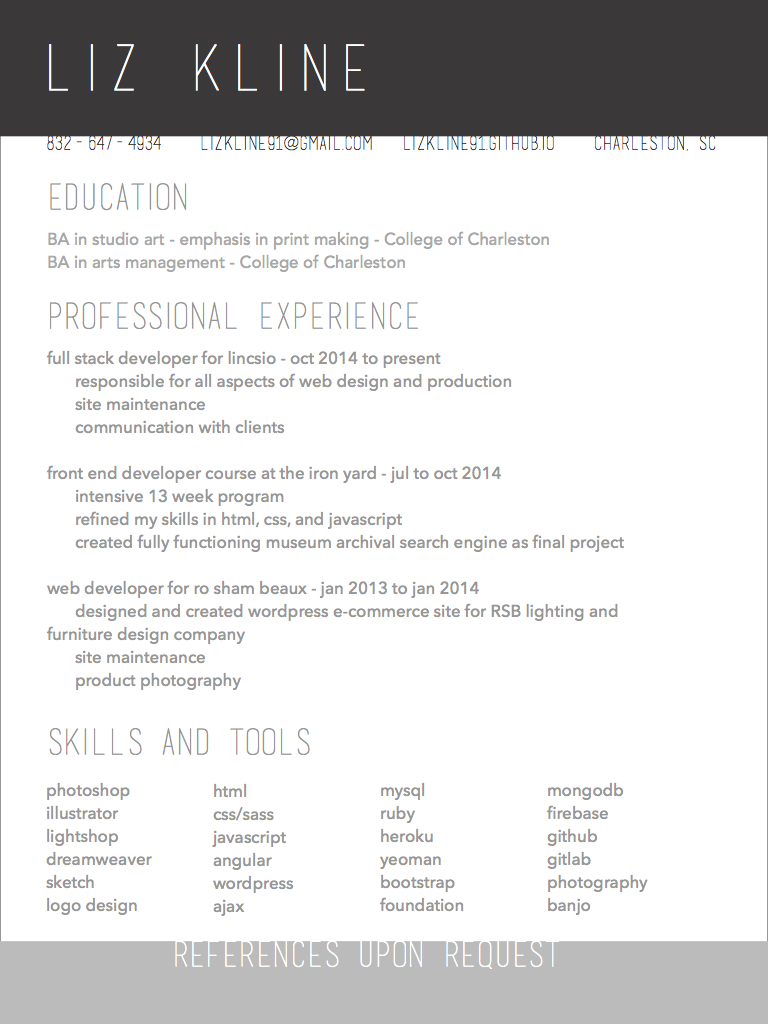 LIZ KLINE
832 - 647 - 4934 LIZKLINE91@GMAIL.COM LIZKLINE91.GITHUB.IO CHARLESTON, SC
EDUCATION
BA in studio art - emphasis in print making - College of Charleston
BA in arts management - College of Charleston
PROFESSIONAL EXPERIENCE
full stack developer for lincsio - oct 2014 to present
responsible for all aspects of web design and production
site maintenance
communication with clients
front end developer course at the iron yard - jul to oct 2014
intensive 13 week program
refined my skills in html, css, and javascript
created fully functioning museum archival search engine as final project
web developer for ro sham beaux - jan 2013 to jan 2014
designed and created wordpress e-commerce site for RSB lighting and
furniture design company
site maintenance
product photography
SKILLS AND TOOLS
photoshop html mysql mongodb
illustrator css/sass ruby firebase
lightshop javascript heroku github
dreamweaver angular yeoman gitlab
sketch wordpress bootstrap photography
logo design ajax foundation banjo
REFERENCES UPON REQUEST